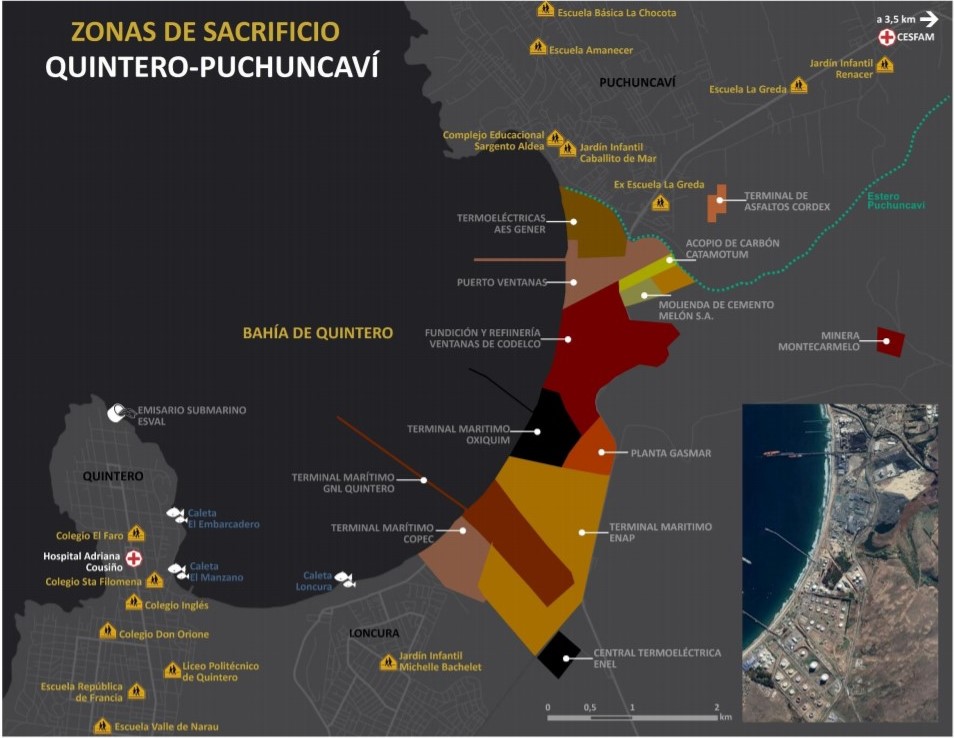 ZONAS DE SACRIFICIO
QUINTERO-PUCHUNCAVÍ
Escuela Básica La Chocota
Escuela Amanecer
a 3,5 km
CESFAM
Jardín Infantil
Renacer
Escuela La Greda
PUCHUNCAVÍ
Complejo Educacional
Sargento Aldea
Jardín Infantil
Caballito de Mar
Ex Escuela La Greda
TERMINAL DE
ASFALTOS CORDEX
Estero
Puchuncaví
TERMOELÉCTRICAS
AES GENER
ACOPIO DE CARBÓN
CATAMOTUM
PUERTO VENTANAS
MOLIENDA DE CEMENTO
MELÓN S.A.
BAHÍA DE QUINTERO
FUNDICIÓN Y REFIINERÍA
VENTANAS DE CODELCO
MINERA
MONTECARMELO
EMISARIO SUBMARINO
ESVAL
TERMINAL MARITIMO
OXIQUIM
PLANTA GASMAR
QUINTERO
TERMINAL MARÍTIMO
GNL QUINTERO
Caleta
El Embarcadero
TERMINAL MARÍTIMO
COPEC
TERMINAL MARITIMO
ENAP
Colegio El Faro
Hospital Adriana
Cousiño
Caleta
El Manzano
Colegio Sta Filomena
Caleta
Loncura
Colegio Inglés
Colegio Don Orione
LONCURA
Jardín Infantil
Michelle Bachelet
CENTRAL TERMOELÉCTRICA
ENEL
Liceo Politécnico
de Quintero
Escuela República
de Francia
Escuela Valle de Narau
0 0,5 1 2
km